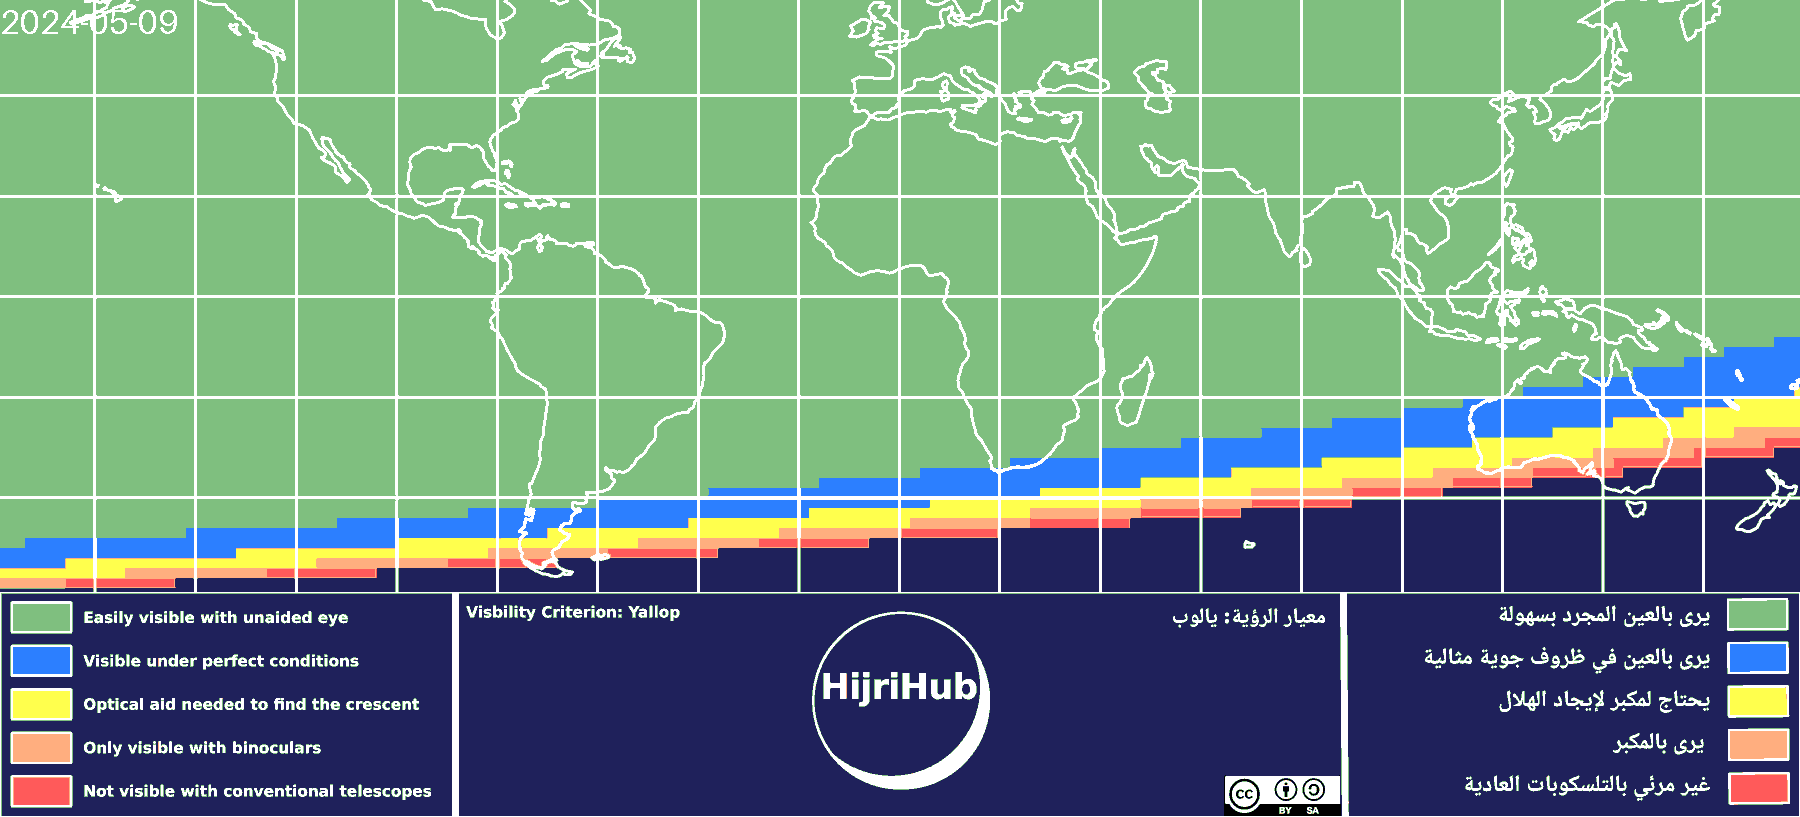 2024-05-09
Easily visible with unaided eye
Visible under perfect conditions
Optical aid needed to find the crescent
Only visible with binoculars
Not visible with conventional telescopes
Visbility Criterion: Yallop
معيار الرؤية: يالوب
HijriHub
cc
BY SA
يرى بالعين المجرد بسهولة
يرى بالعين في ظروف جوية مثالية
يحتاج لمكبر لإيجاد الهلال
يرى بالمكبر
غير مرئي بالتلسكوبات العادية